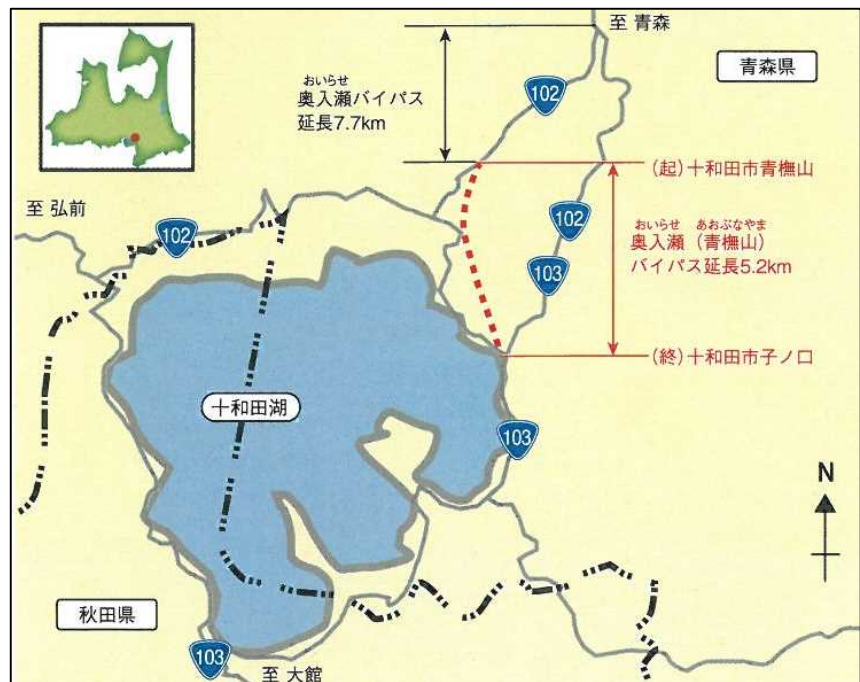 至 青森
青森県
おいらせ
奥入瀬バイパス
延長7.7km
102
(起)十和田市青橅山
至 弘前
102
102
おいらせ あおぶなやま
奥入瀬（青橅山）
バイパス延長5.2km
103
(終)十和田市子ノ口
十和田湖
103
N
秋田県
103
至 大館